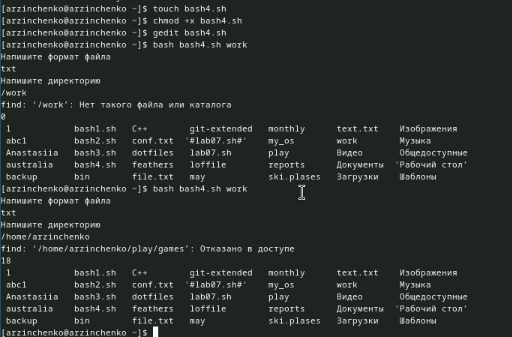 [arzinchenko@arzinchenko ~]$ touch bash4.sh
[arzinchenko@arzinchenko ~]$ chmod +x bash4.sh
[arzinchenko@arzinchenko ~]$ gedit bash4.sh
[arzinchenko@arzinchenko ~]$ bash bash4.sh work
Напишите формат файла
txt
Напишите директорию
/work
find: '/work': Нет такого файла или каталога
0
1 bash1.sh C++ git-extended monthly text.txt Изображения
abc1 bash2.sh conf.txt '#lab07.sh#' my_os work Музыка
Anastasiia bash3.sh dotfiles lab07.sh play Видео Общедоступные
australia bash4.sh feathers loffile reports Документы 'Рабочий стол'
backup bin file.txt may ski.plases Загрузки Шаблоны
[arzinchenko@arzinchenko ~]$ bash bash4.sh work
Напишите формат файла
txt
Напишите директорию
/home/arzinchenko
find: '/home/arzinchenko/play/games': Отказано в доступе
18
1 bash1.sh C++ git-extended monthly text.txt Изображения
abc1 bash2.sh conf.txt '#lab07.sh#' my_os work Музыка
Anastasiia bash3.sh dotfiles lab07.sh play Видео Общедоступные
australia bash4.sh feathers loffile reports Документы 'Рабочий стол'
backup bin file.txt may ski.plases Загрузки Шаблоны
[arzinchenko@arzinchenko ~]$